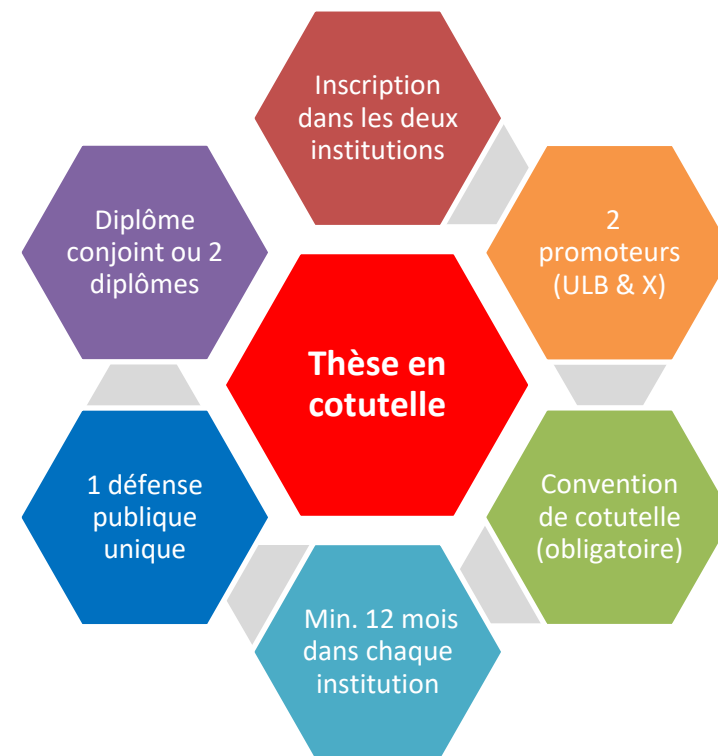 Inscription
dans les deux
institutions
2
promoteurs
(ULB & X)
Convention
de cotutelle
(obligatoire)
Min. 12 mois
dans chaque
institution
1 défense
publique
unique
Diplôme
conjoint ou 2
diplômes
Thèse en
cotutelle